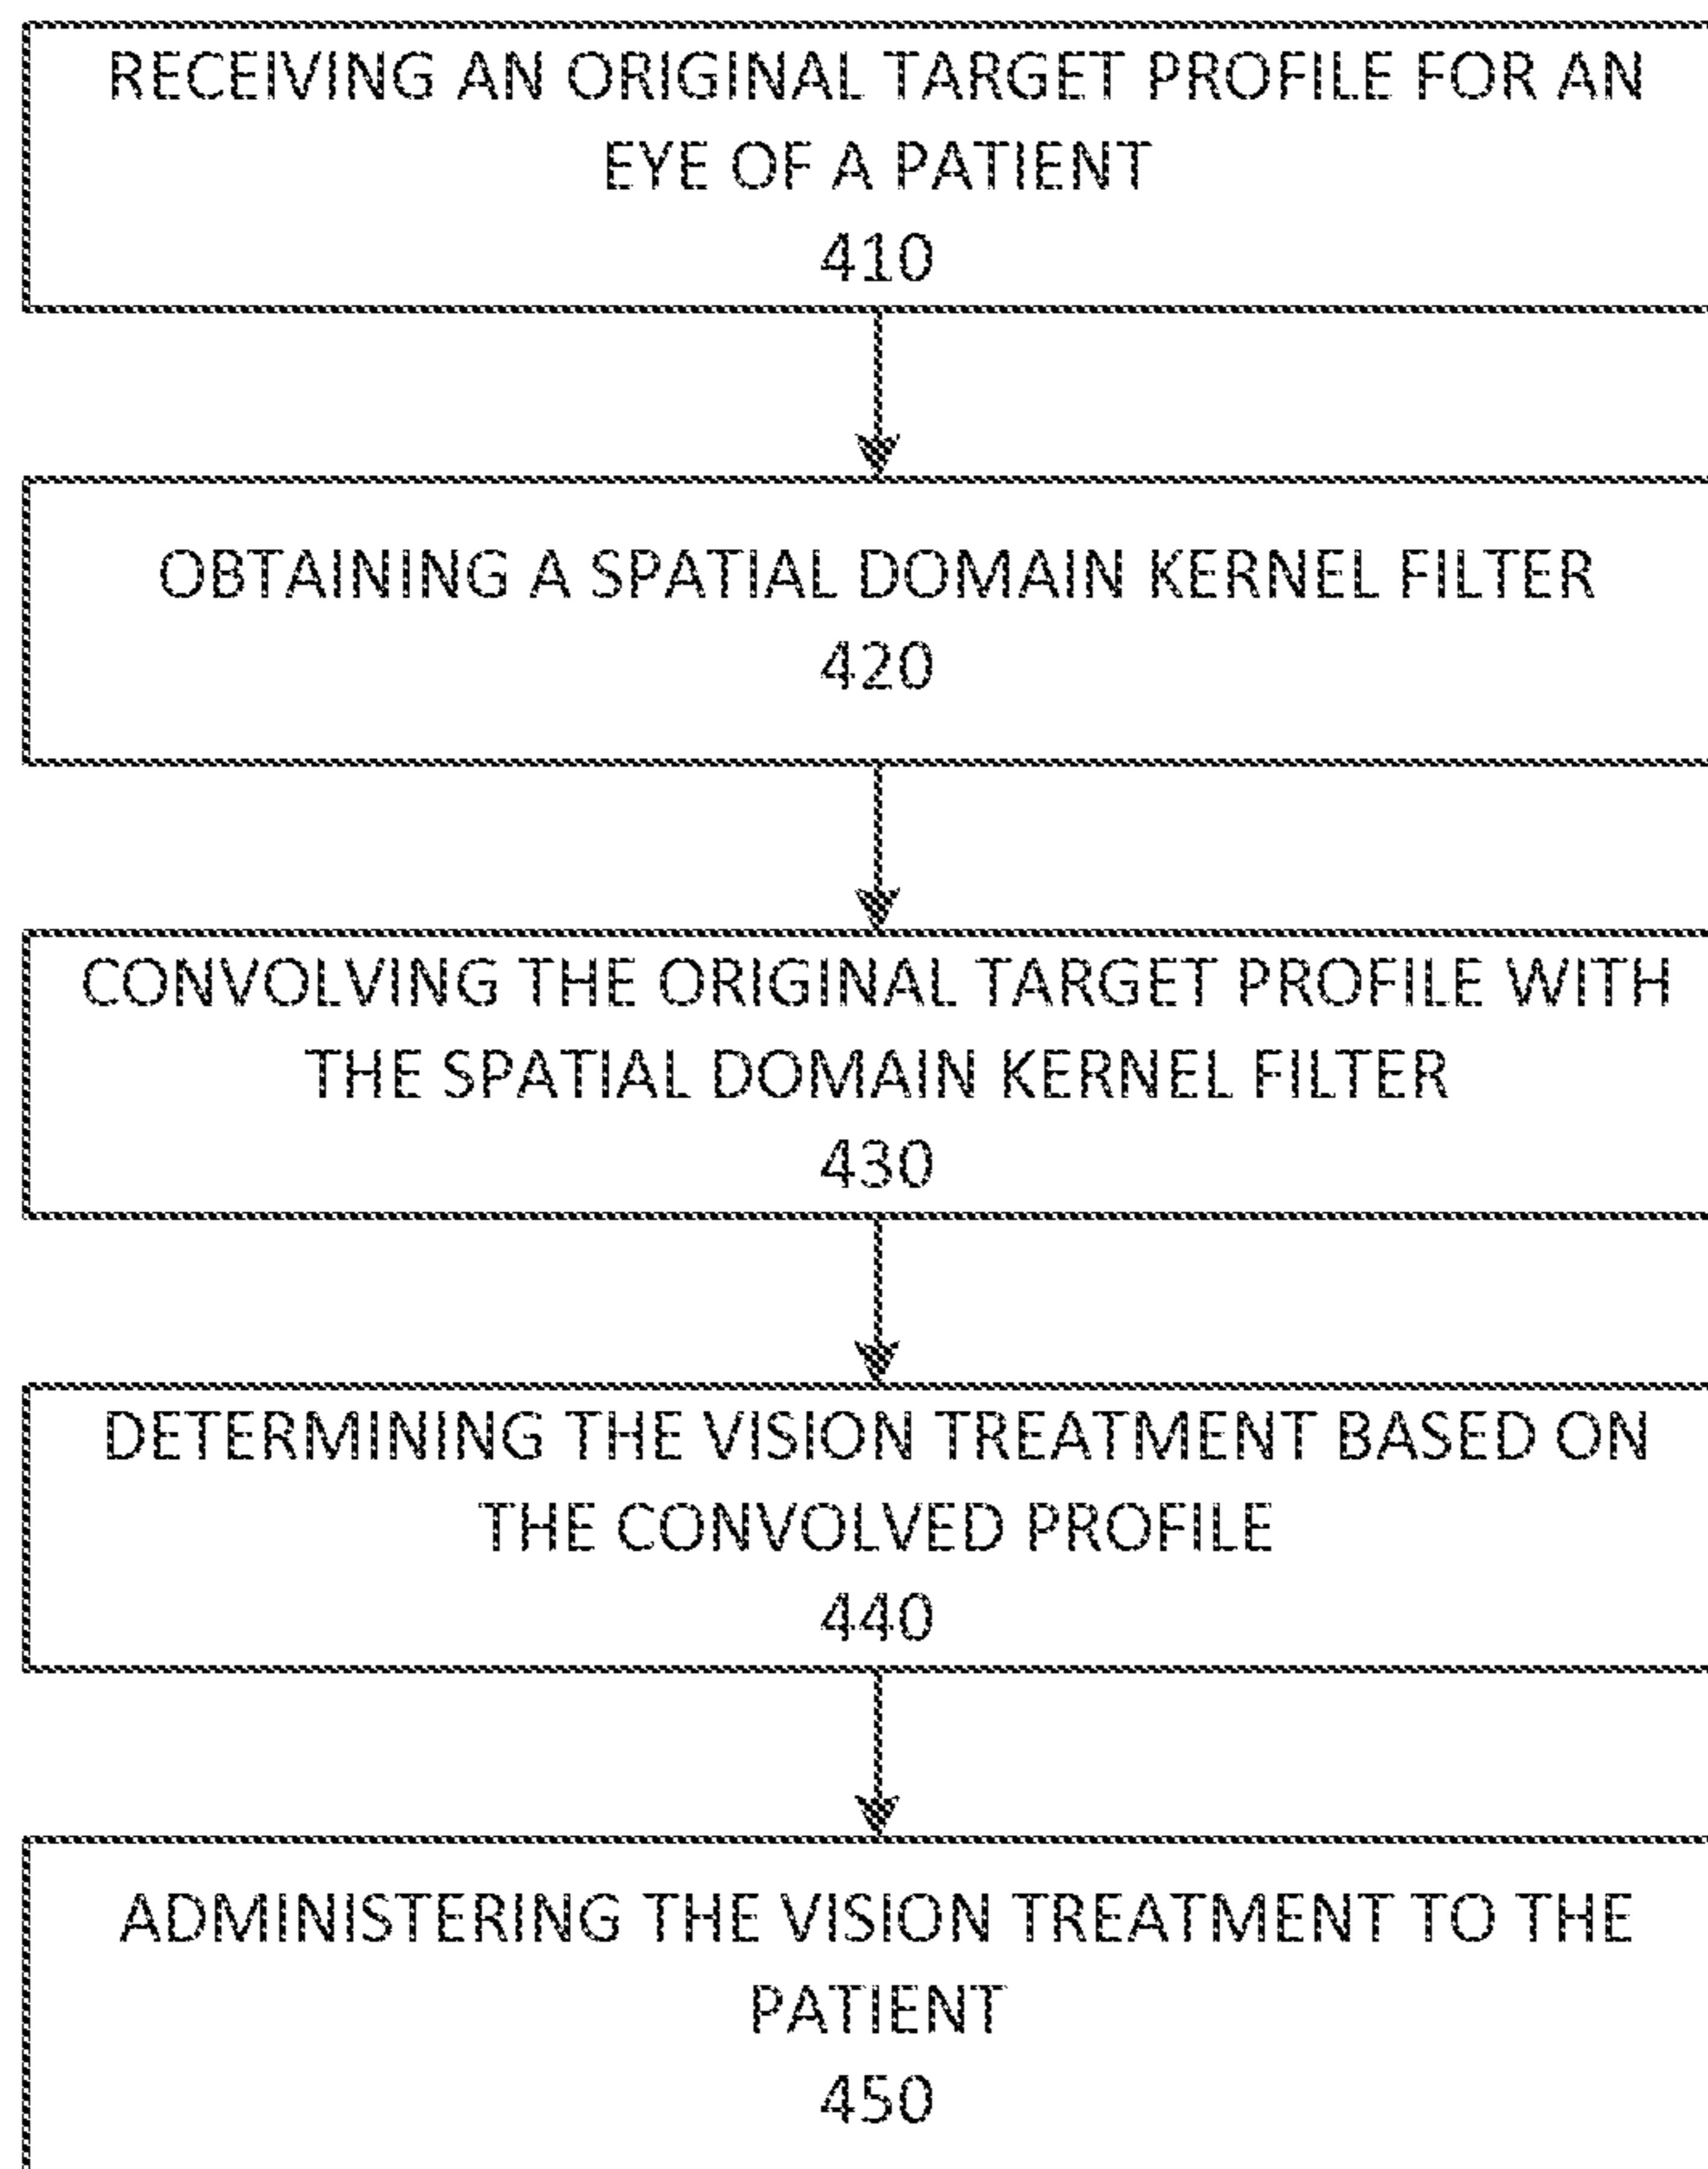 RECEIVING AN ORIGINAL TARGET PROFILE FOR AN
EYE OF A PATIENT
410
OBTAINING A SPATIAL DOMAIN KERNEL FILTER
420
CONVOLVING THE ORIGINAL TARGET PROFILE WITH
THE SPATIAL DOMAIN KERNEL FILTER
430
DETERMINING THE VISION TREATMENT BASED ON
THE CONVOLVED PROFILE
440
ADMINISTERING THE VISION TREATMENT TO THE
PATIENT
450